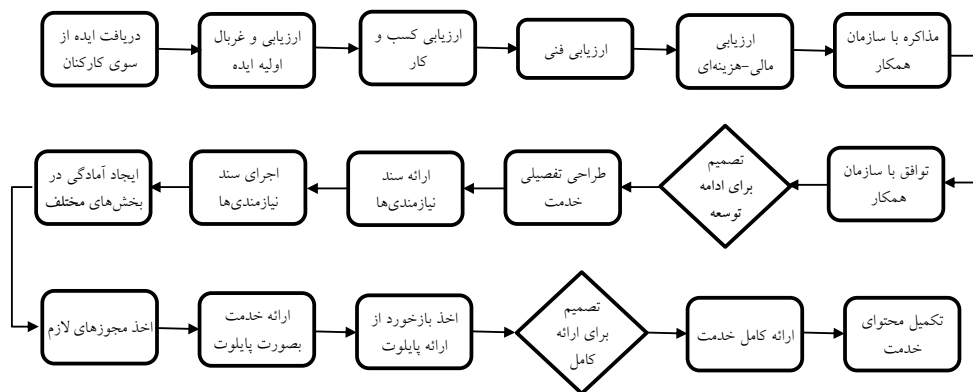 دریافت ایده از
سوی کارکنان
ارزیابی و غربال
اولیه ایده
ارزیابی کسب و
کار
ارزیابی فنی
ارزیابی
مالی-هزینه‌ای
مذاکره با سازمان
همکار
توافق با سازمان
همکار
تصمیم
برای ادامه
توسعه
طراحی تفصیلی
خدمت
ارائه سند
نیازمندی‌ها
اجرای سند
نیازمندی‌ها
ایجاد آمادگی در
بخش‌های مختلف
اخذ مجوزهای لازم
ارائه خدمت
بصورت پایلوت
اخذ بازخورد از
ارائه پایلوت
تصمیم
برای ارائه
کامل
ارائه کامل خدمت
تکمیل محتوای
خدمت